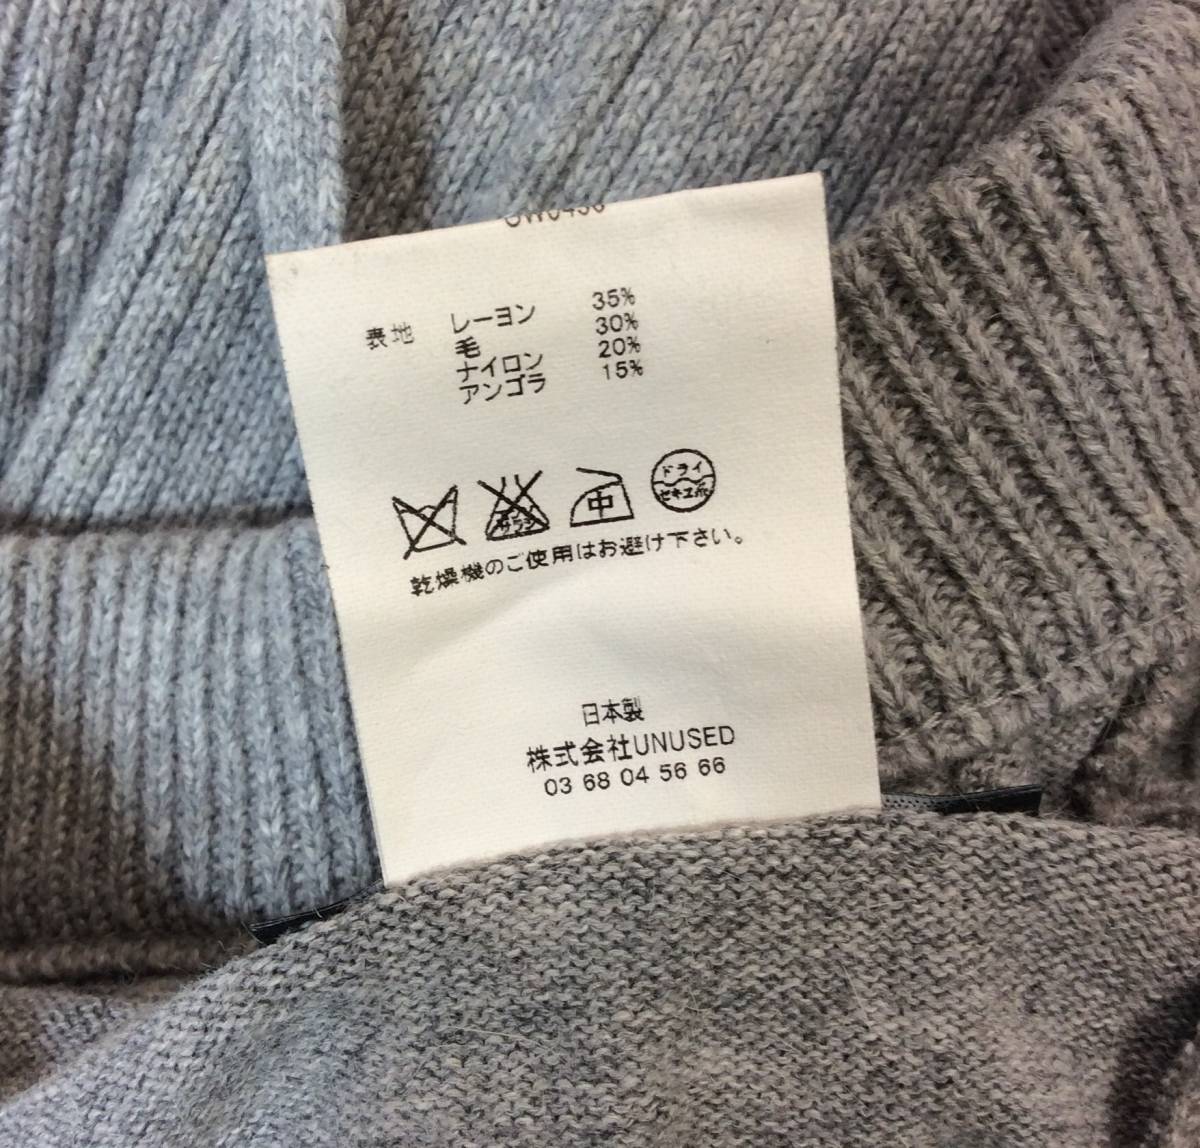 表地 レーヨン 35%
毛 30%
ナイロン 20%
アンゴラ 15%
中
ドライ
セキユ系
乾燥機のご使用はお避け下さい。
日本製
株式会社UNUSED
03 68 04 56 66